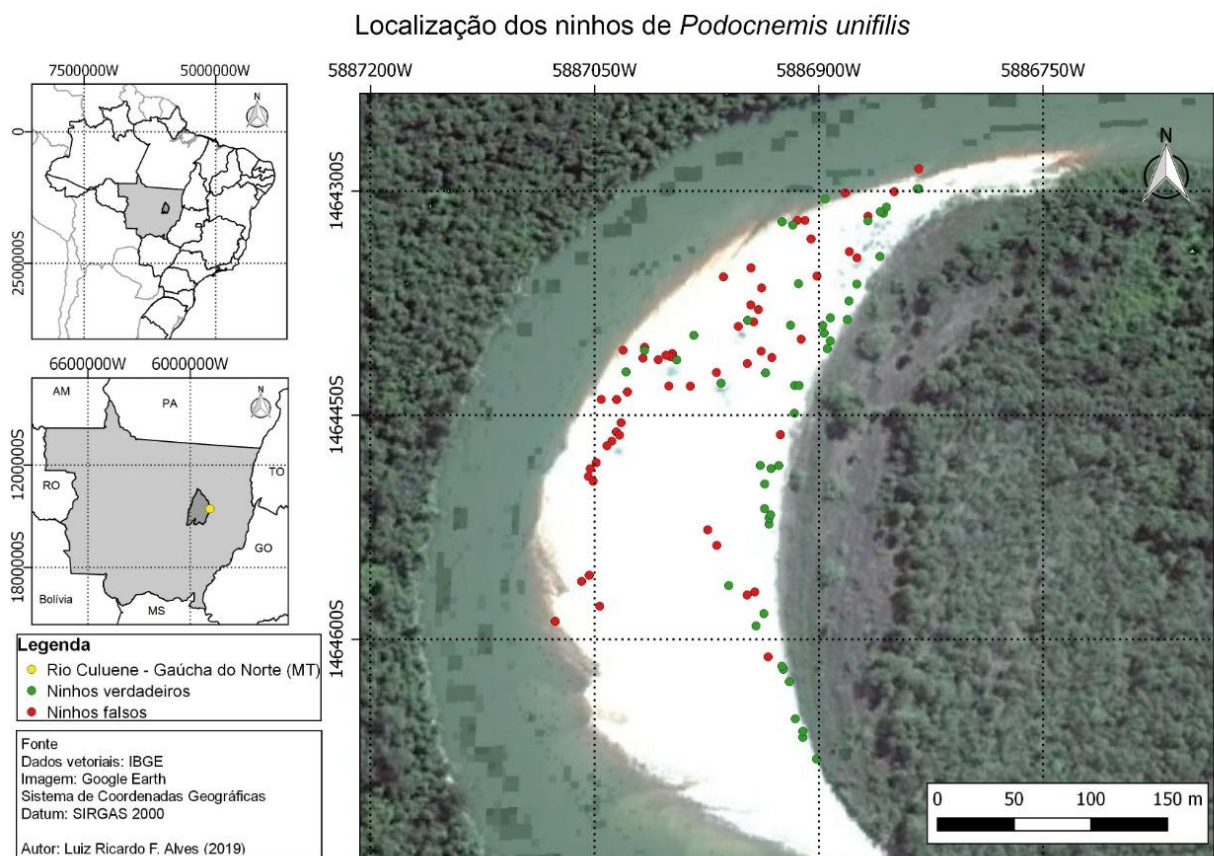 Localização dos ninhos de Podocnemis unifilis
7500000W 5000000W
N
0
2500000S
6600000W 6000000W
N
AM
PA
TO
RO
GO
Bolívia
MS
1200000S
1800000S
Legenda
Rio Culuene - Gaúcha do Norte (MT)
Ninhos verdadeiros
Ninhos falsos
Fonte
Dados vetoriais: IBGE
Imagem: Google Earth
Sistema de Coordenadas Geográficas
Datum: SIRGAS 2000
Autor: Luiz Ricardo F. Alves (2019)
5887200W 5887050W 5886900W 5886750W
N
1464300S
1464450S
1464600S
0 50 100 150 m